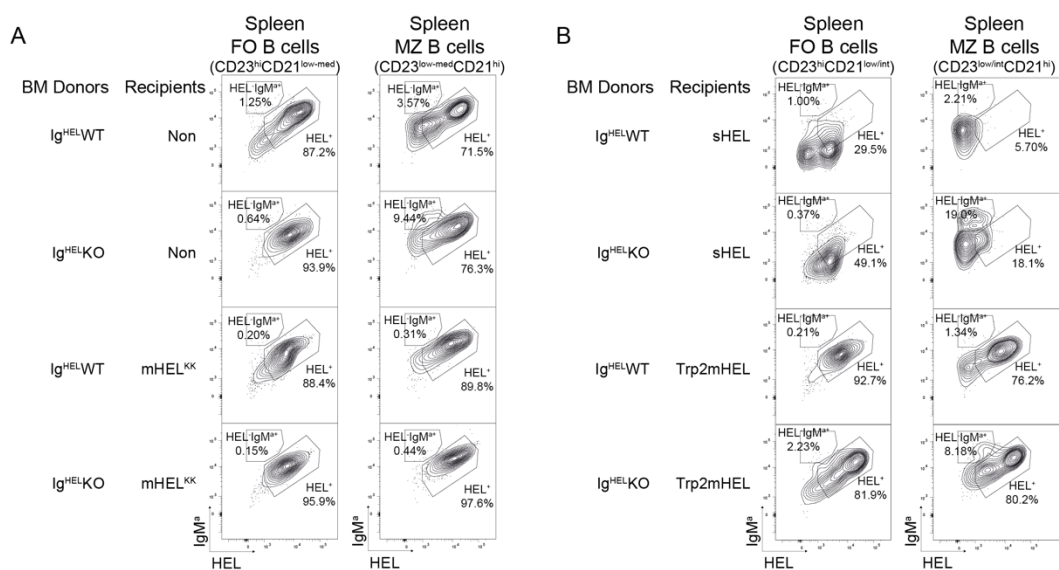 A
Spleen
FO B cells
(CD23hiCD21low-med)
Spleen
MZ B cells
(CD23low-medCD21hi)
BM Donors Recipients
IgHELWT Non
HEL-IgMa+
1.25%
HEL+
87.2%
HEL-IgMa+
3.57%
HEL+
71.5%
IgHELKO Non
HEL-IgMa+
0.64%
HEL+
93.9%
HEL-IgMa+
9.44%
HEL+
76.3%
IgHELWT mHELKK
HEL-IgMa+
0.20%
HEL+
88.4%
HEL-IgMa+
0.31%
HEL+
89.8%
IgHELKO mHELKK
HEL-IgMa+
0.15%
HEL+
95.9%
HEL-IgMa+
0.44%
HEL+
97.6%
IgMa
HEL
IgMa
HEL
B
Spleen
FO B cells
(CD23hiCD21low/int)
Spleen
MZ B cells
(CD23low/intCD21hi)
BM Donors Recipients
IgHELWT sHEL
HEL-IgMa+
1.00%
HEL+
29.5%
HEL-IgMa+
2.21%
HEL+
5.70%
IgHELKO sHEL
HEL-IgMa+
0.37%
HEL+
49.1%
HEL-IgMa+
19.0%
HEL+
18.1%
IgHELWT Trp2mHEL
HEL-IgMa+
0.21%
HEL+
92.7%
HEL-IgMa+
1.34%
HEL+
76.2%
IgHELKO Trp2mHEL
HEL-IgMa+
2.23%
HEL+
81.9%
HEL-IgMa+
8.18%
HEL+
80.2%
IgMa
HEL
IgMa
HEL